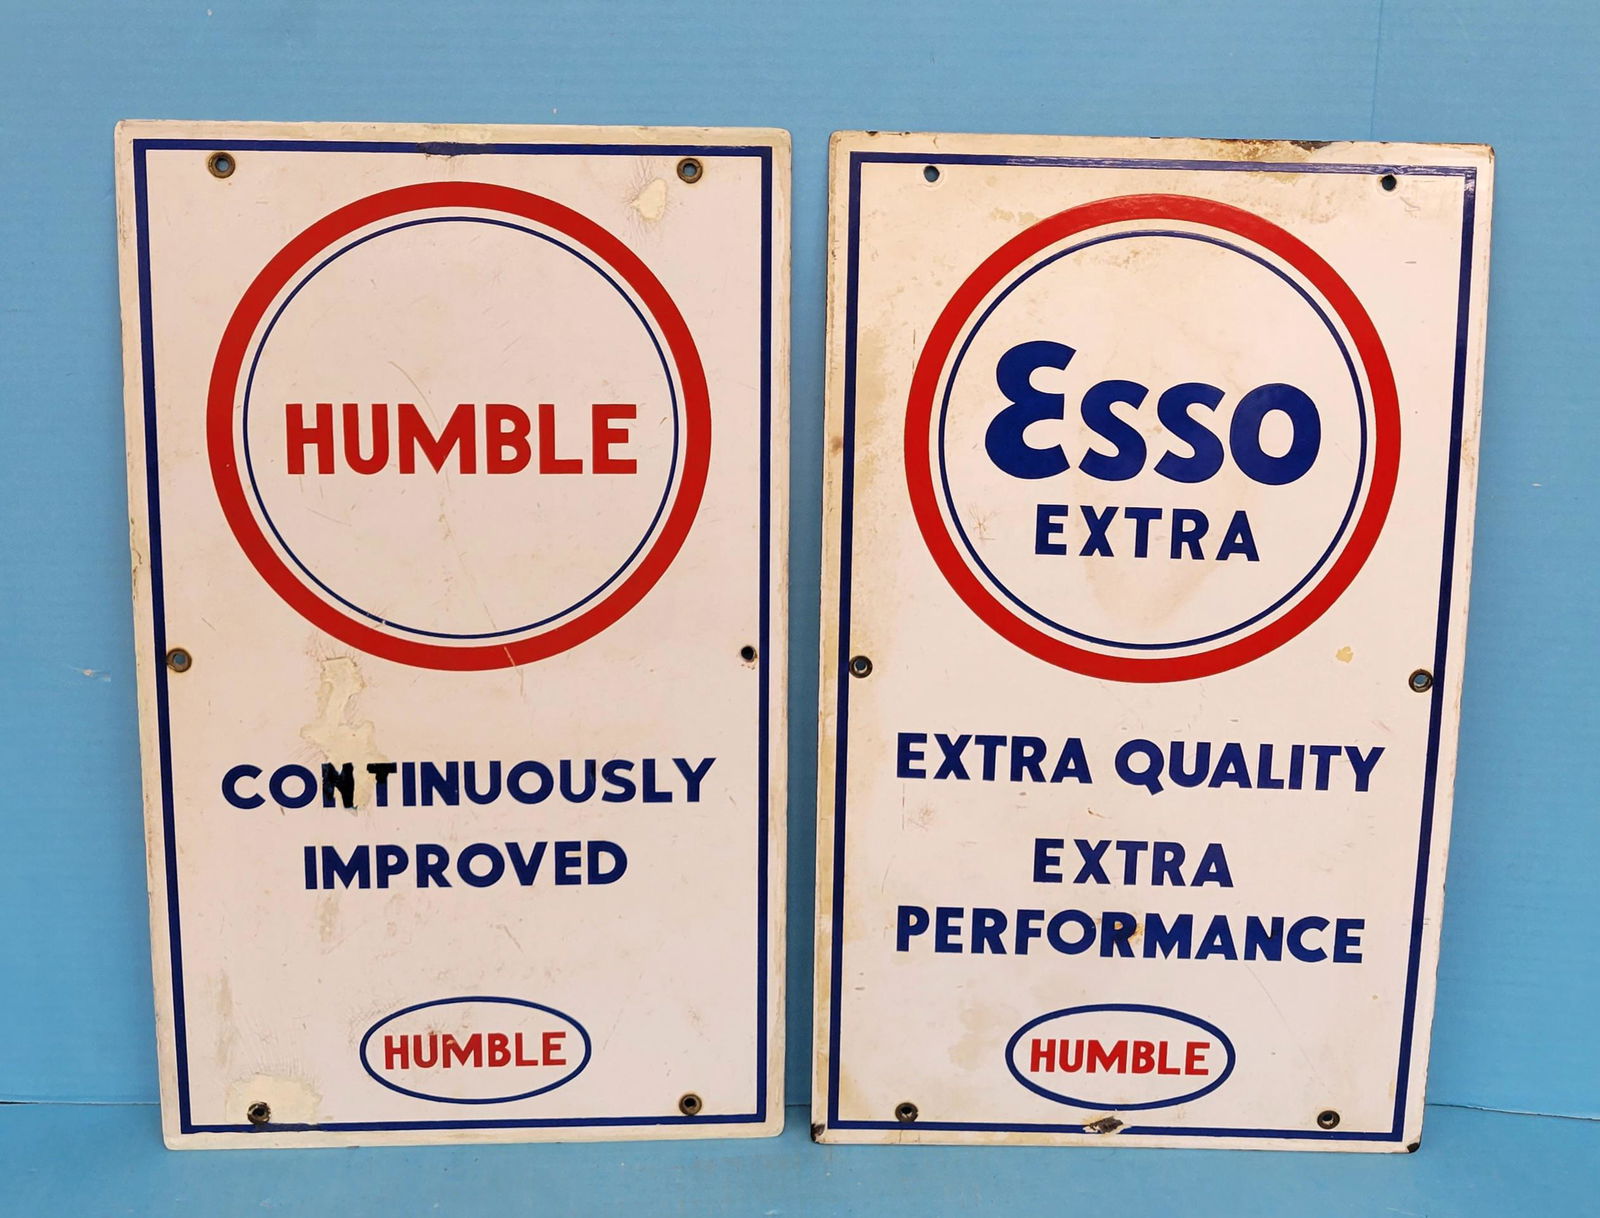 HUMBLE
CONTINUOUSLY
IMPROVED
HUMBLE
Esso
EXTRA
EXTRA QUALITY
EXTRA
PERFORMANCE
HUMBLE